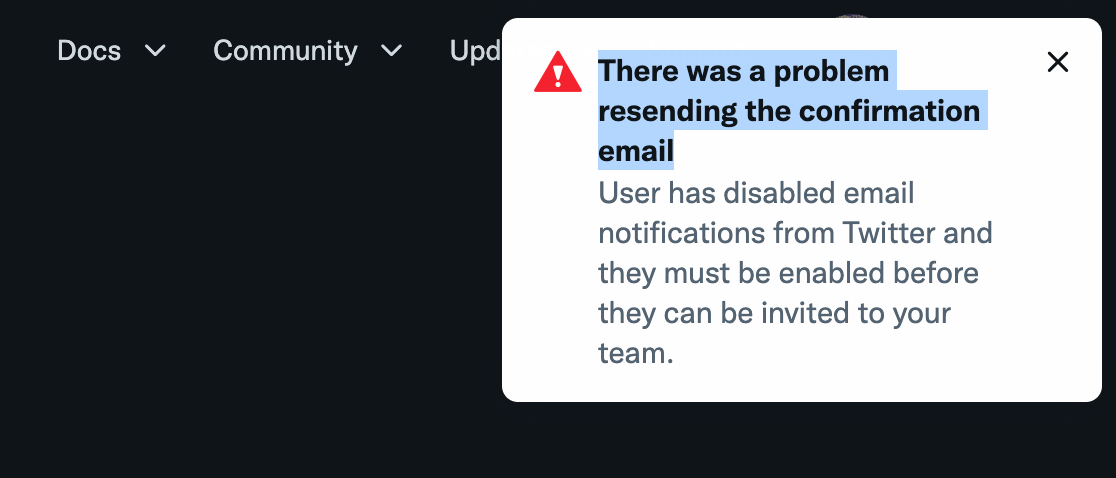 Docs Community Upd
There was a problem
resending the confirmation
email
User has disabled email
notifications from Twitter and
they must be enabled before
they can be invited to your
team.